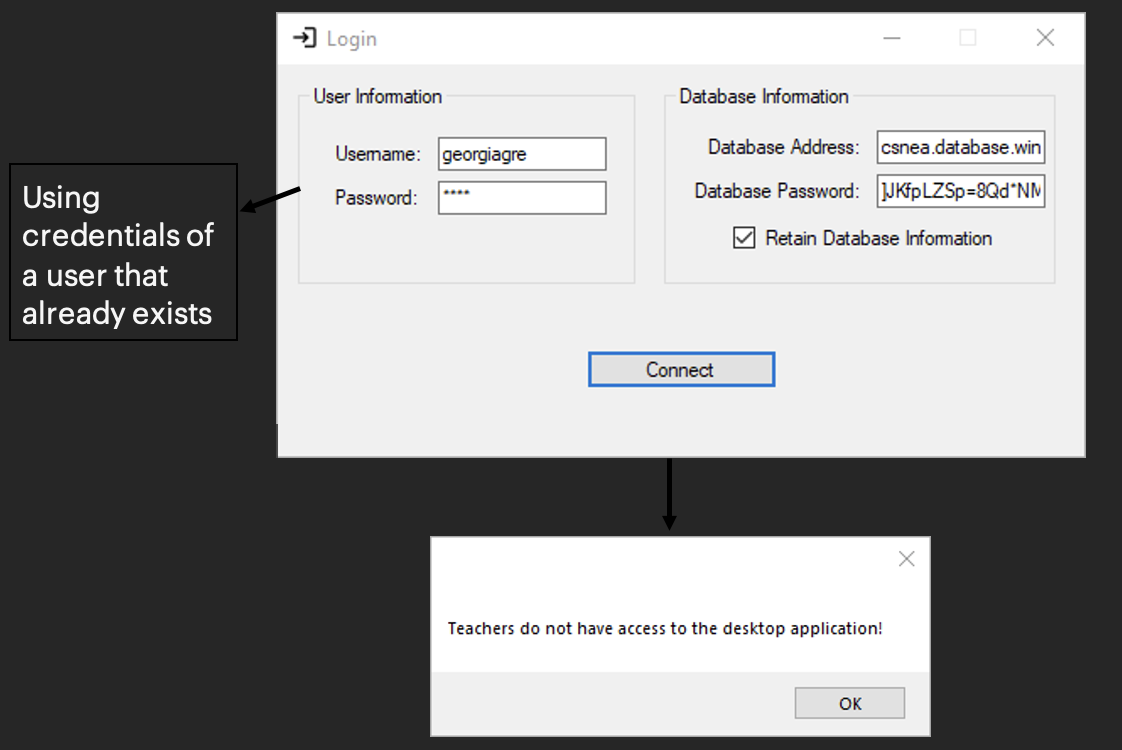 Login
User Information
Username: georgiagre
Password: ****
Database Information
Database Address: csnea.database.win
Database Password: ]JKfpLZSp=8Qd*NM
Retain Database Information
Connect
Using
credentials of
a user that
already exists
Teachers do not have access to the desktop application!
OK